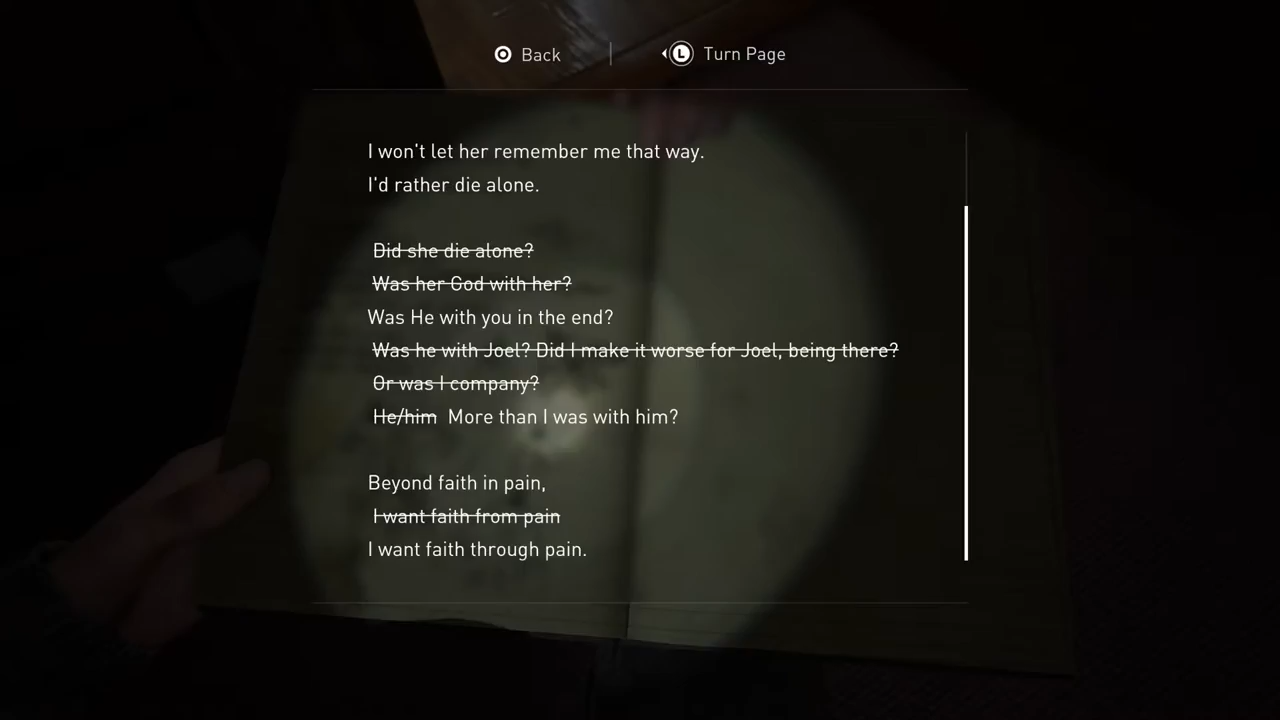 Back
L Turn Page
I won't let her remember me that way.
I'd rather die alone.
Did she die alone?
Was her God with her?
Was He with you in the end?
Was he with Joel? Did I make it worse for Joel, being there?
Or was I company?
He/him More than I was with him?
Beyond faith in pain,
I want faith from pain
I want faith through pain.